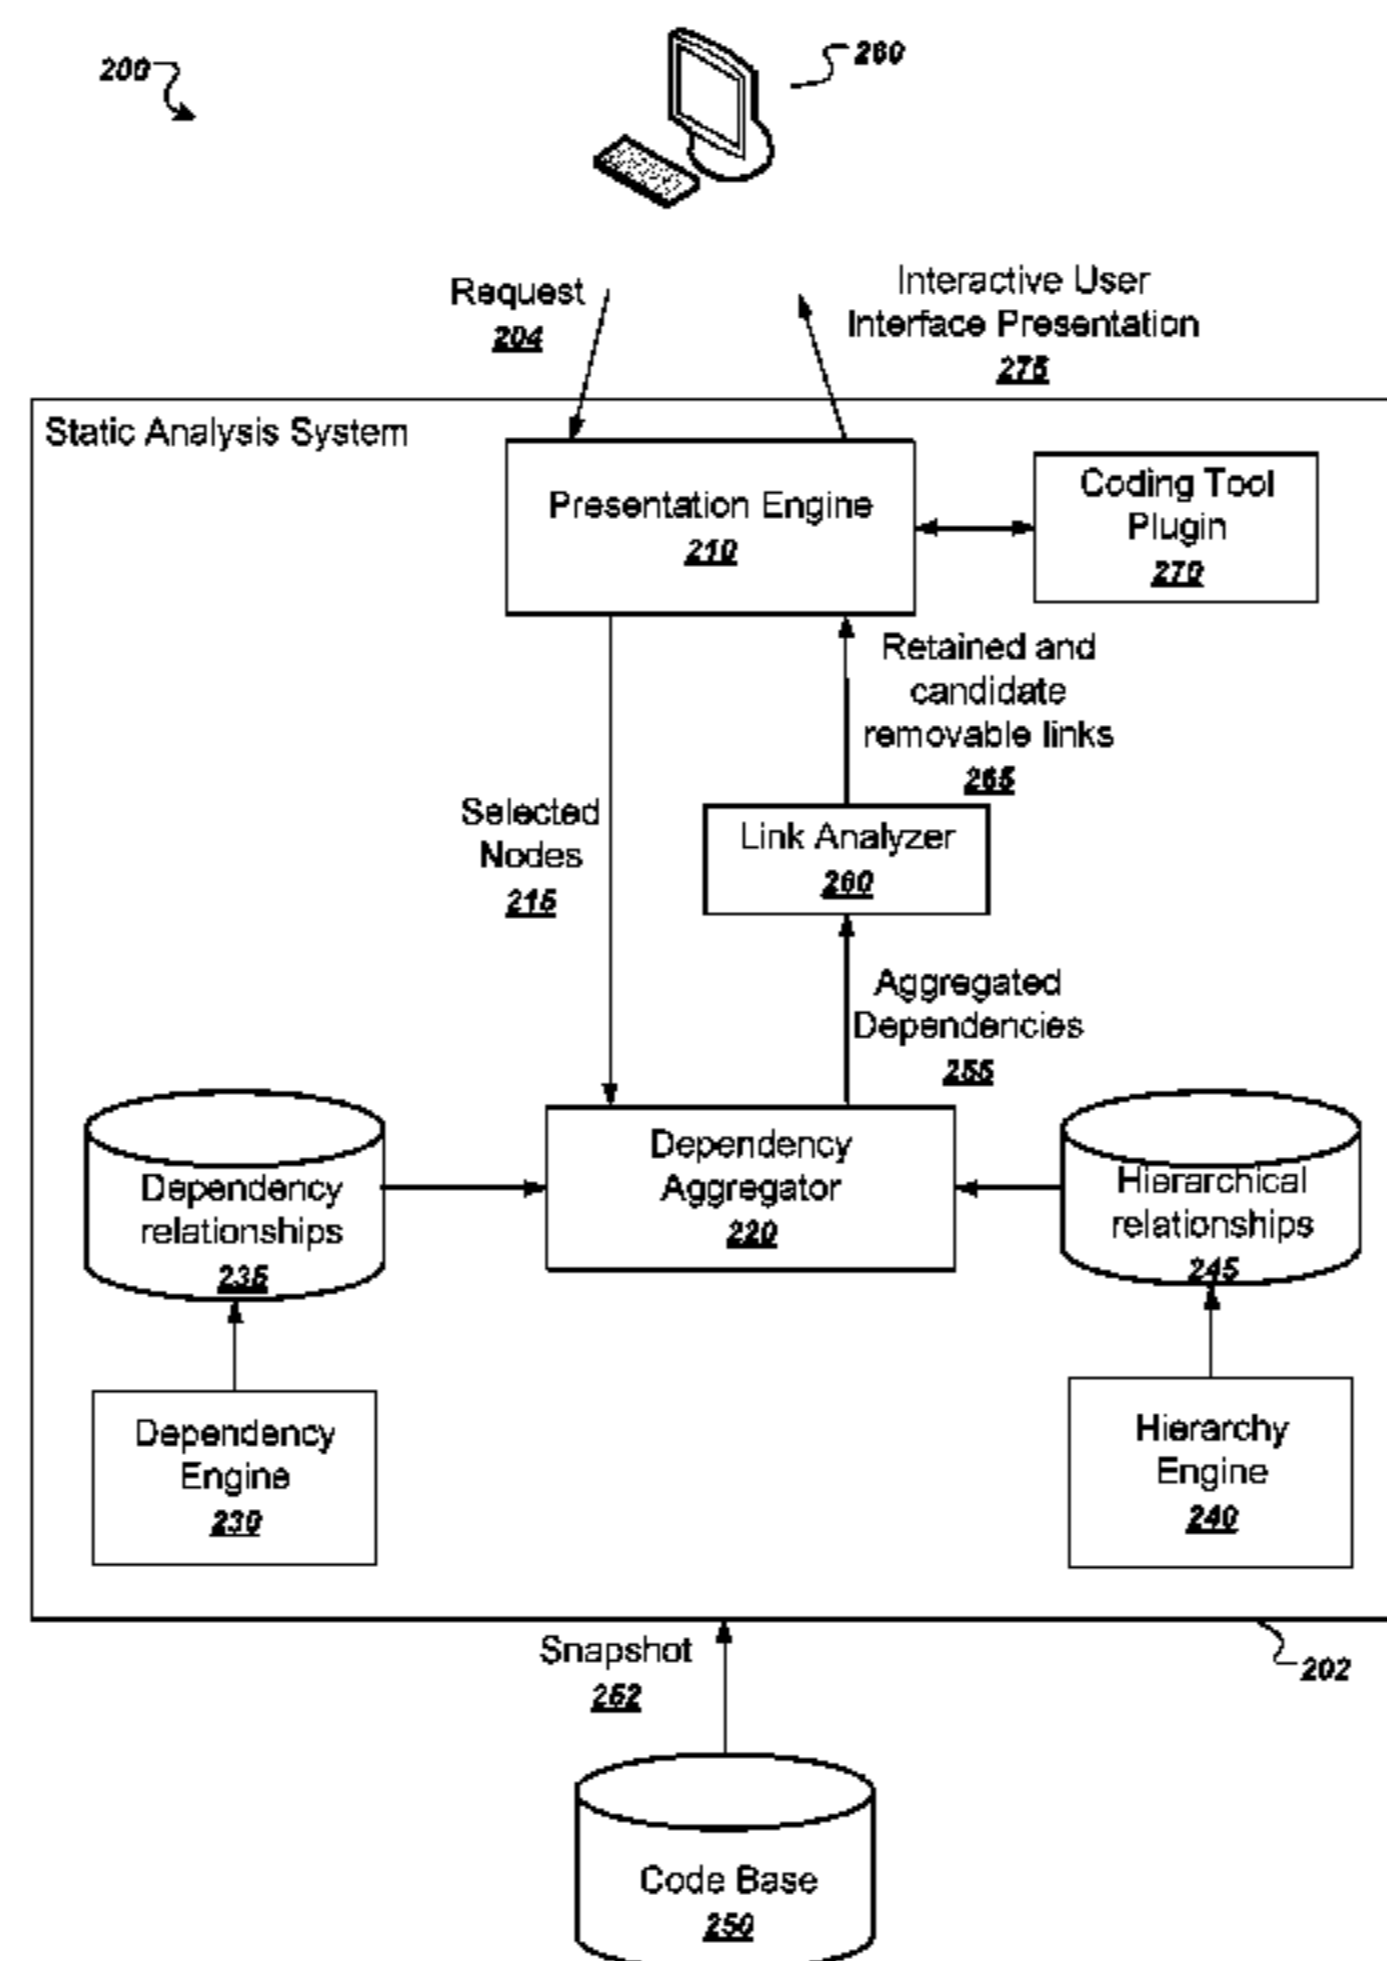 200
260
Request
204
Interactive User
Interface Presentation
275
Static Analysis System
Presentation Engine
210
Coding Tool
Plugin
270
Retained and
candidate
removable links
265
Selected
Nodes
215
Link Analyzer
260
Aggregated
Dependencies
255
Dependency
relationships
235
Dependency
Aggregator
220
Hierarchical
relationships
245
Dependency
Engine
230
Hierarchy
Engine
240
Snapshot
252
202
Code Base
250